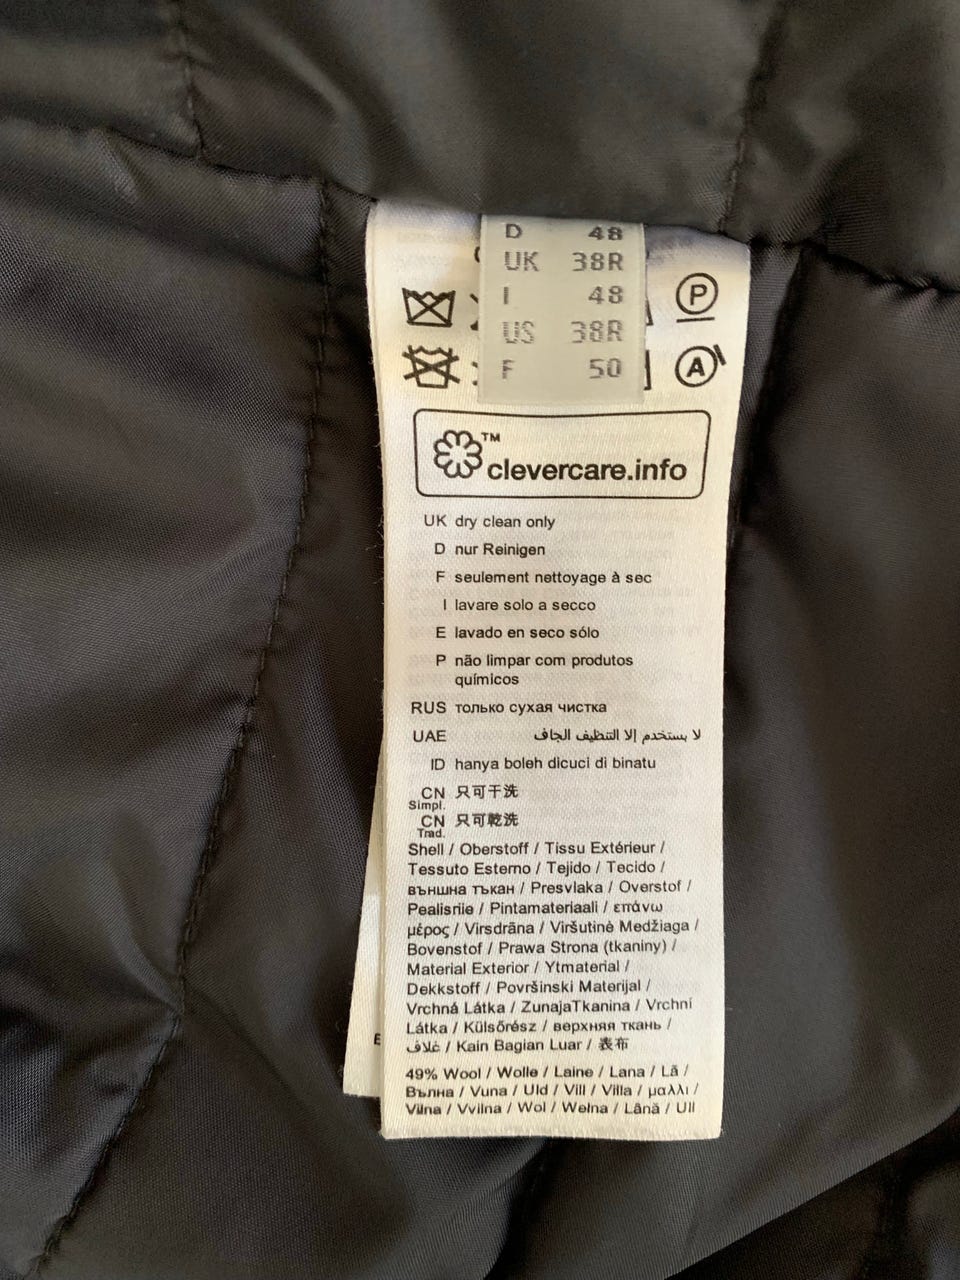 D 48
UK 38R
I 48
US 38R
F 50
P
A
TM
clevercare.info
UK dry clean only
D nur Reinigen
F seulement nettoyage à sec
I lavare solo a secco
E lavado en seco sólo
P não limpar com produtos
químicos
RUS только сухая чистка
UAE لا يستخدم إلا التنظيف الجاف
ID hanya boleh dicuci di binatu
CN 只可干洗
Simpl.
CN 只可乾洗
Trad.
Shell / Oberstoff / Tissu Extérieur /
Tessuto Esterno / Tejido / Tecido /
външна тъкан / Presvlaka / Overstof /
Pealisriie / Pintamateriaali / επάνω
μέρος / Virsdrāna / Viršutinė Medžiaga /
Bovenstof / Prawa Strona (tkaniny) /
Material Exterior / Ytmaterial /
Dekkstoff / Površinski Materijal /
Vrchná Látka / ZunajaTkanina / Vrchní
Látka / Külsőrész / верхняя ткань /
غلاف / Kain Bagian Luar / 表布
49% Wool / Wolle / Laine / Lana / Lã /
Вълна / Vuna / Uld / Vill / Villa / μαλλι /
Vilna / Vvilna / Wol / Wełna / Lână / Ull
E